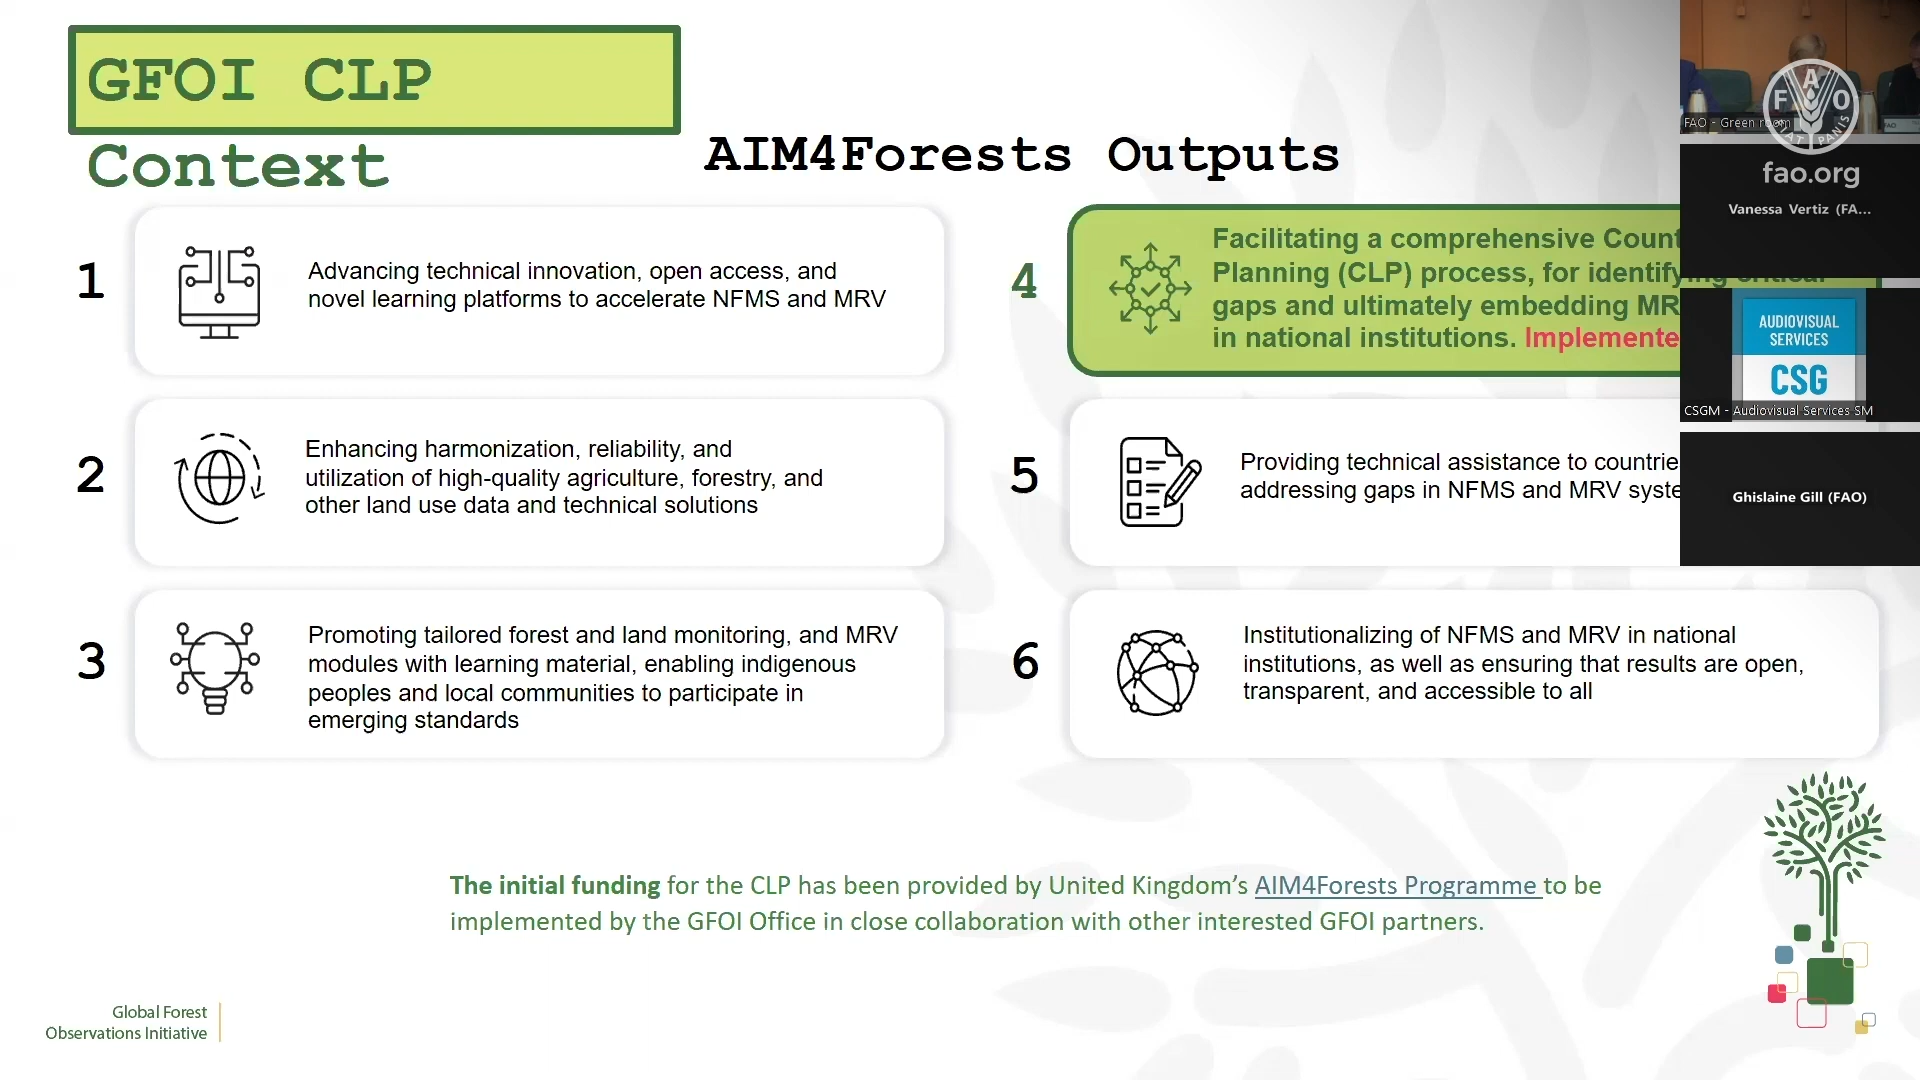 GFOI CLP
Context
AIM4Forests Outputs
1
Advancing technical innovation, open access, and
novel learning platforms to accelerate NFMS and MRV
2
Enhancing harmonization, reliability, and
utilization of high-quality agriculture, forestry, and
other land use data and technical solutions
3
Promoting tailored forest and land monitoring, and MRV
modules with learning material, enabling indigenous
peoples and local communities to participate in
emerging standards
4
Facilitating a comprehensive Count
Planning (CLP) process, for identifying critical
gaps and ultimately embedding MR
in national institutions. Implemente
5
Providing technical assistance to countrie
addressing gaps in NFMS and MRV syste
6
Institutionalizing of NFMS and MRV in national
institutions, as well as ensuring that results are open,
transparent, and accessible to all
The initial funding for the CLP has been provided by United Kingdom's AIM4Forests Programme to be
implemented by the GFOI Office in close collaboration with other interested GFOI partners.
Global Forest
Observations Initiative
FAO - Green room
F A O
FIAT PANIS
fao.org
Vanessa Vertiz (FA...
AUDIOVISUAL
SERVICES
CSG
CSGM - Audiovisual Services SM
Ghislaine Gill (FAO)